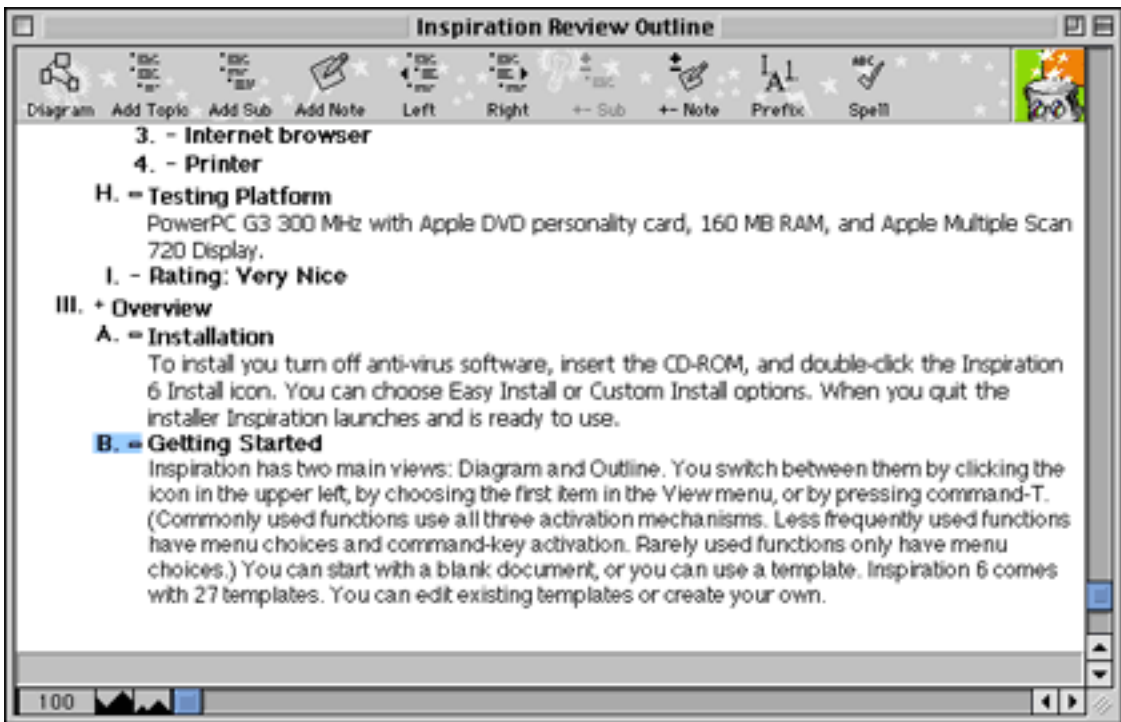 Inspiration Review Outline
Diagram Add Topic Add Sub Add Note Left Right +- Sub +- Note Prefix Spell
3. - Internet browser
4. - Printer
H. - Testing Platform
PowerPC G3 300 MHz with Apple DVD personality card, 160 MB RAM, and Apple Multiple Scan
720 Display.
I. - Rating: Very Nice
III. + Overview
A. - Installation
To install you turn off anti-virus software, insert the CD-ROM, and double-click the Inspiration
6 Install icon. You can choose Easy Install or Custom Install options. When you quit the
installer Inspiration launches and is ready to use.
B. - Getting Started
Inspiration has two main views: Diagram and Outline. You switch between them by clicking the
icon in the upper left, by choosing the first item in the View menu, or by pressing command-T.
(Commonly used functions use all three activation mechanisms. Less frequently used functions
have menu choices and command-key activation. Rarely used functions only have menu
choices.) You can start with a blank document, or you can use a template. Inspiration 6 comes
with 27 templates. You can edit existing templates or create your own.
100